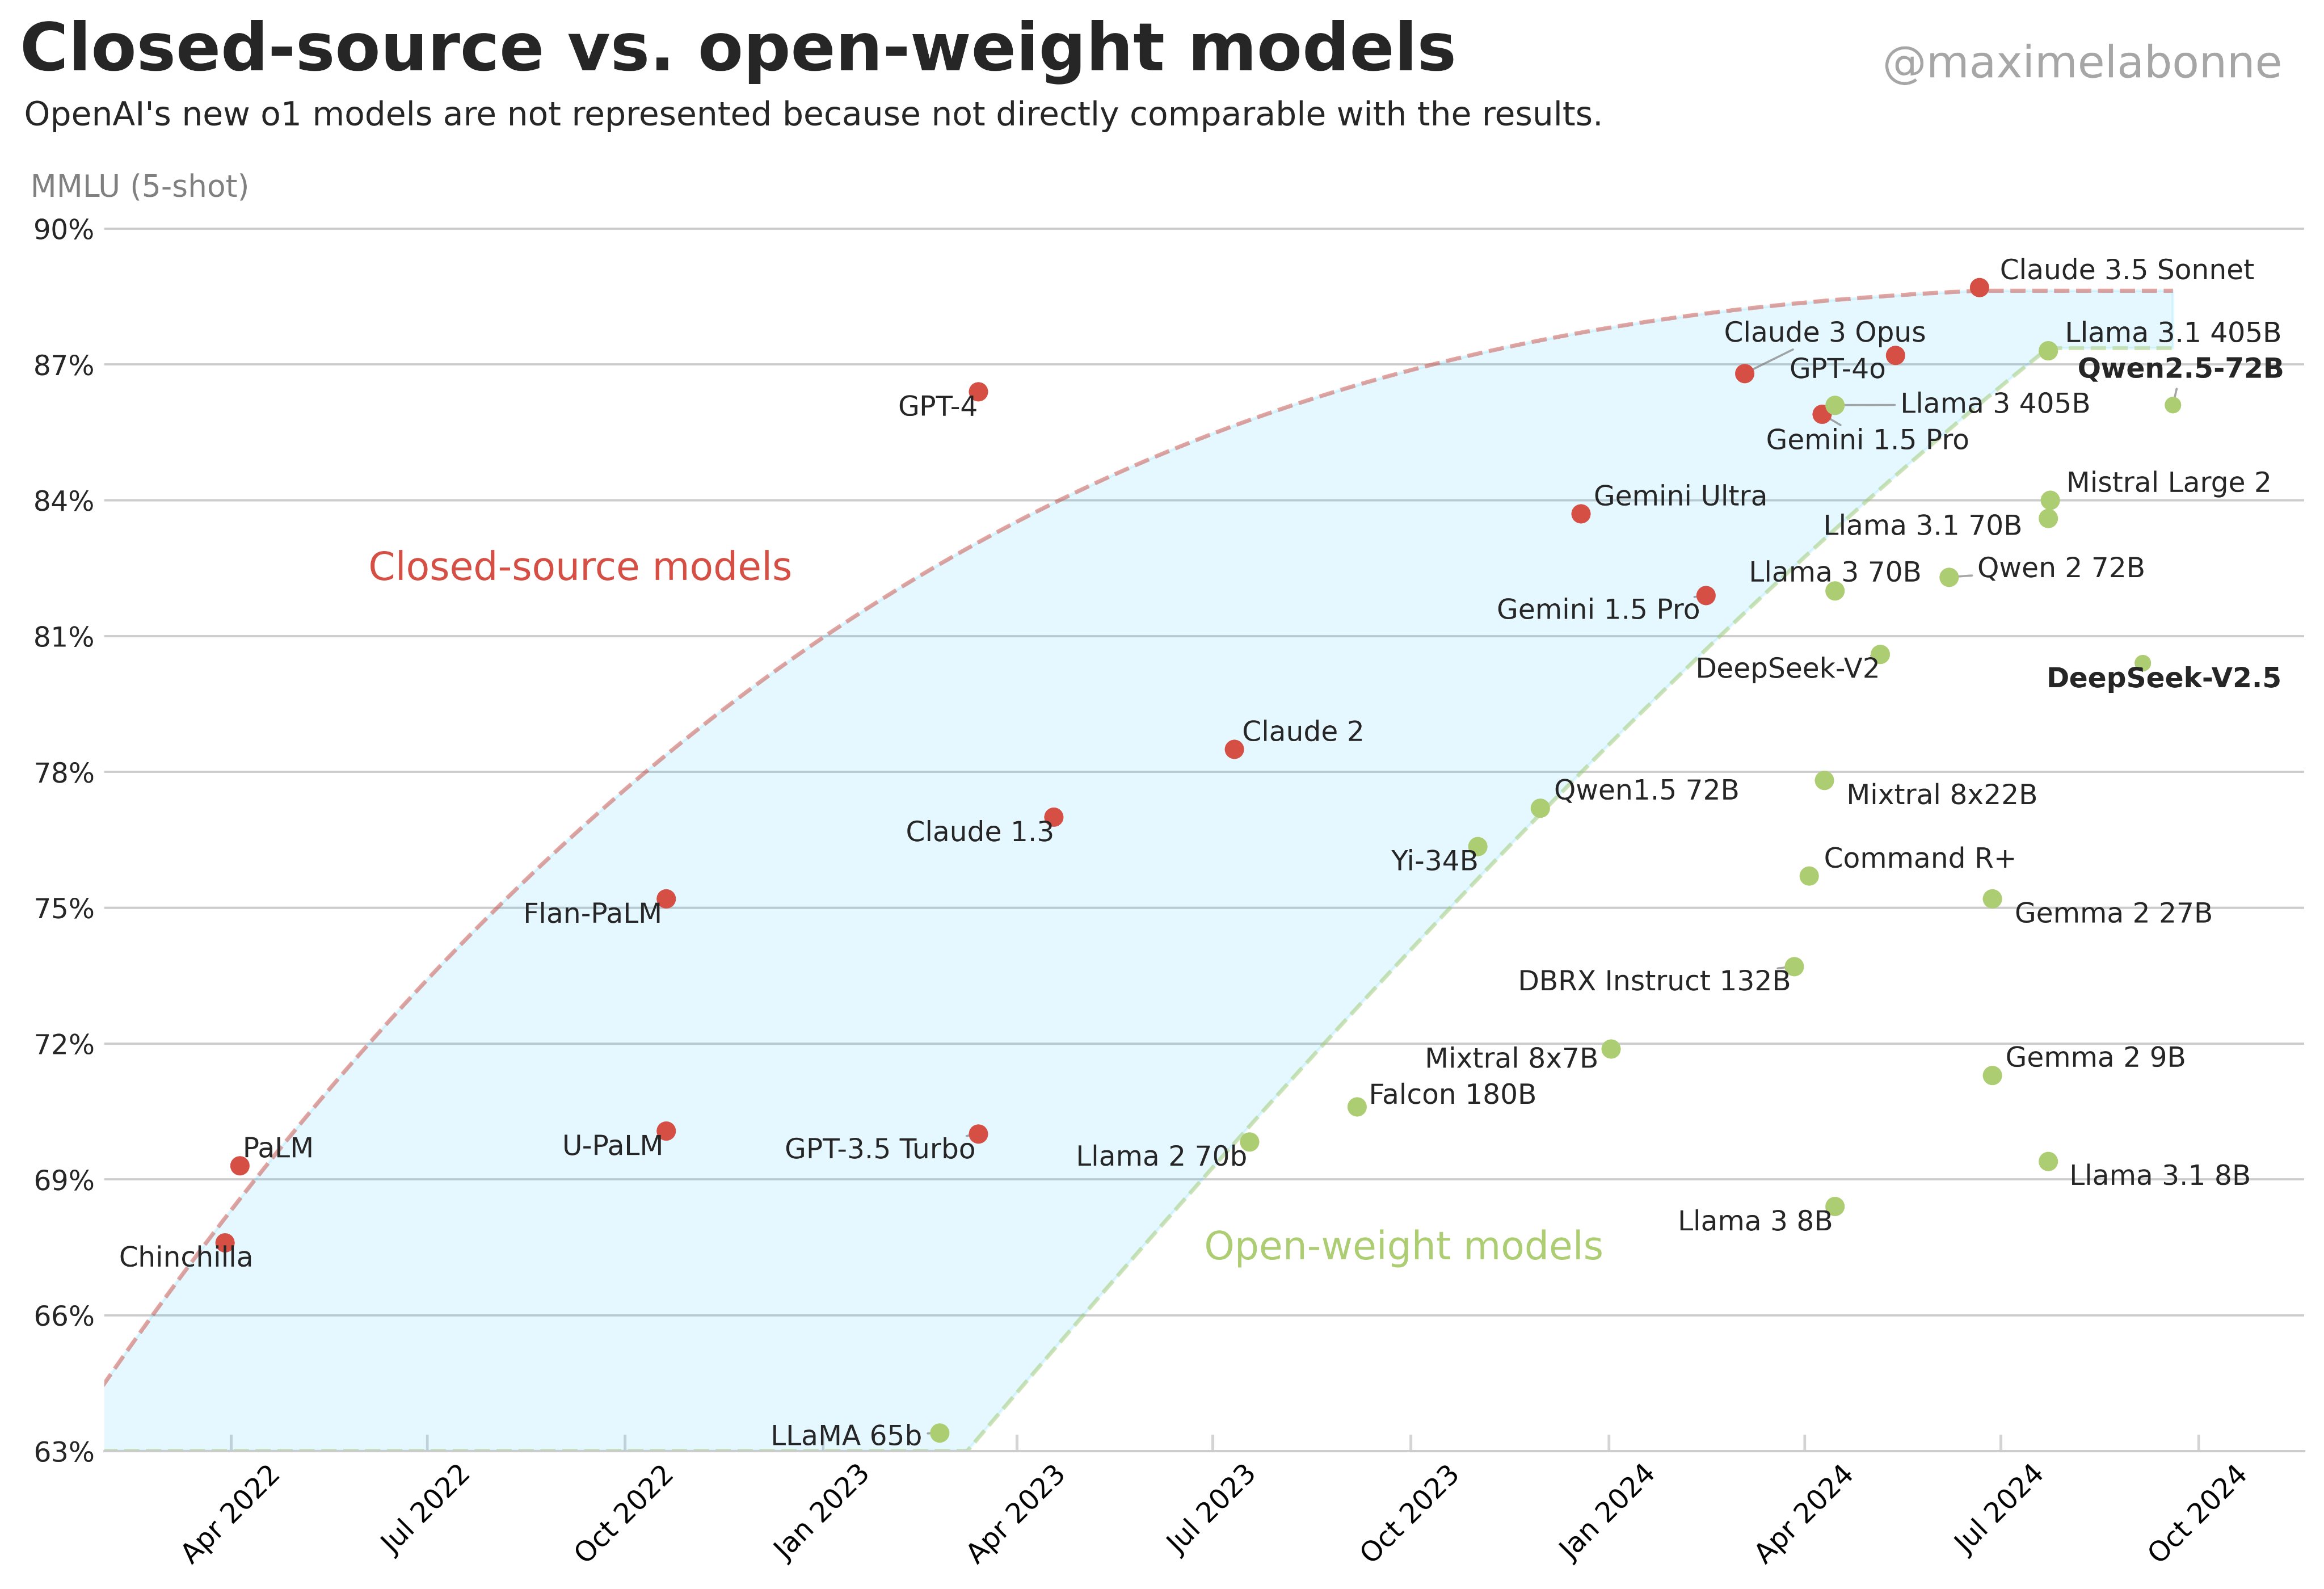 Closed-source vs. open-weight models
@maximelabonne
OpenAI's new o1 models are not represented because not directly comparable with the results.
MMLU (5-shot)
90%
Claude 3.5 Sonnet
Claude 3 Opus
Llama 3.1 405B
87%
GPT-4o
Qwen2.5-72B
GPT-4
Llama 3 405B
Gemini 1.5 Pro
84%
Gemini Ultra
Mistral Large 2
Llama 3.1 70B
Closed-source models
Llama 3 70B
Qwen 2 72B
Gemini 1.5 Pro
81%
DeepSeek-V2
DeepSeek-V2.5
Claude 2
78%
Qwen1.5 72B
Mixtral 8x22B
Claude 1.3
Yi-34B
Command R+
75%
Flan-PaLM
Gemma 2 27B
DBRX Instruct 132B
72%
Mixtral 8x7B
Gemma 2 9B
Falcon 180B
PaLM
U-PaLM
GPT-3.5 Turbo
Llama 2 70b
69%
Llama 3.1 8B
Llama 3 8B
Chinchilla
Open-weight models
66%
LLaMA 65b
63%
Apr 2022
Jul 2022
Oct 2022
Jan 2023
Apr 2023
Jul 2023
Oct 2023
Jan 2024
Apr 2024
Jul 2024
Oct 2024